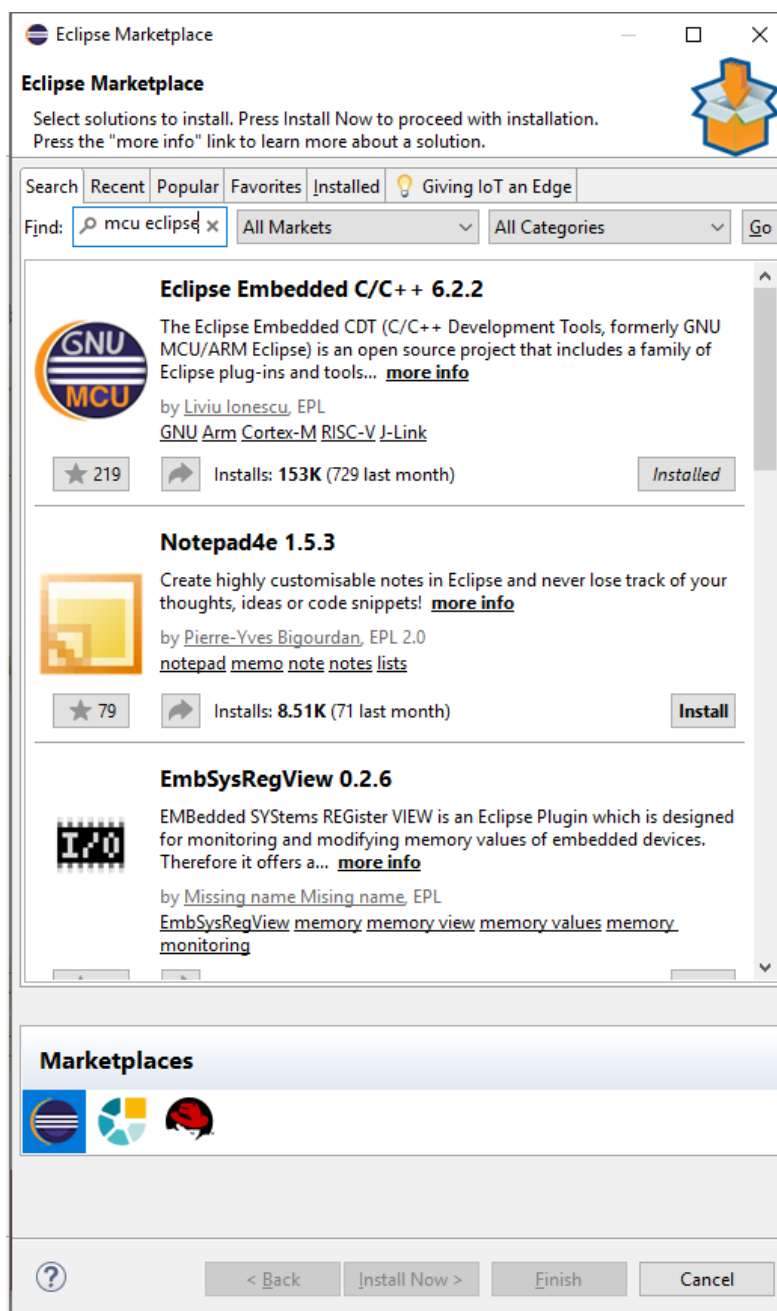 Eclipse Marketplace
Eclipse Marketplace
Select solutions to install. Press Install Now to proceed with installation.
Press the "more info" link to learn more about a solution.
Search Recent Popular Favorites Installed Giving IoT an Edge
Find: mcu eclipse All Markets All Categories Go
Eclipse Embedded C/C++ 6.2.2
GNU
MCU
The Eclipse Embedded CDT (C/C++ Development Tools, formerly GNU
MCU/ARM Eclipse) is an open source project that includes a family of
Eclipse plug-ins and tools... more info
by Liviu Ionescu, EPL
GNU Arm Cortex-M RISC-V J-Link
219 Installs: 153K (729 last month) Installed
Notepad4e 1.5.3
Create highly customisable notes in Eclipse and never lose track of your
thoughts, ideas or code snippets! more info
by Pierre-Yves Bigourdan, EPL 2.0
notepad memo note notes lists
79 Installs: 8.51K (71 last month) Install
EmbSysRegView 0.2.6
I/O
EMBedded SYStems REGister VIEW is an Eclipse Plugin which is designed
for monitoring and modifying memory values of embedded devices.
Therefore it offers a... more info
by Missing name Mising name, EPL
EmbSysRegView memory memory view memory values memory
monitoring
Marketplaces
? < Back Install Now > Finish Cancel